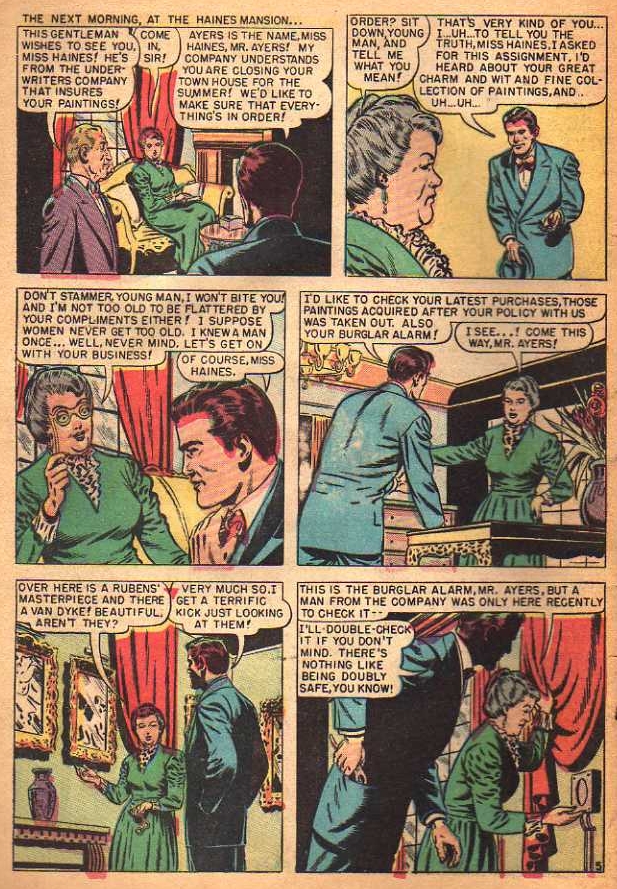 THE NEXT MORNING, AT THE HAINES MANSION...
THIS GENTLEMAN
WISHES TO SEE YOU,
MISS HAINES! HE'S
FROM THE UNDER-
WRITERS COMPANY
THAT INSURES
YOUR PAINTINGS!
COME
IN,
SIR!
AYERS IS THE NAME, MISS
HAINES, MR. AYERS! MY
COMPANY UNDERSTANDS
YOU ARE CLOSING YOUR
TOWN HOUSE FOR THE
SUMMER! WE'D LIKE TO
MAKE SURE THAT EVERY-
THING'S IN ORDER!
ORDER? SIT
DOWN, YOUNG
MAN, AND
TELL ME
WHAT YOU
MEAN!
THAT'S VERY KIND OF YOU...
I...UH...TO TELL YOU THE
TRUTH, MISS HAINES, I ASKED
FOR THIS ASSIGNMENT. I'D
HEARD ABOUT YOUR GREAT
CHARM AND WIT AND FINE COL-
LECTION OF PAINTINGS, AND..
UH...UH...
DON'T STAMMER, YOUNG MAN, I WON'T BITE YOU!
AND I'M NOT TOO OLD TO BE FLATTERED BY
YOUR COMPLIMENTS EITHER! I SUPPOSE
WOMEN NEVER GET TOO OLD. I KNEW A MAN
ONCE... WELL, NEVER MIND. LET'S GET ON
WITH YOUR BUSINESS!
OF COURSE, MISS
HAINES.
I'D LIKE TO CHECK YOUR LATEST PURCHASES, THOSE
PAINTINGS ACQUIRED AFTER YOUR POLICY WITH US
WAS TAKEN OUT. ALSO
YOUR BURGLAR ALARM!
I SEE...! COME THIS
WAY, MR. AYERS!
OVER HERE IS A RUBENS'
MASTERPIECE AND THERE
A VAN DYKE! BEAUTIFUL,
AREN'T THEY?
VERY MUCH SO. I
GET A TERRIFIC
KICK JUST LOOKING
AT THEM!
THIS IS THE BURGLAR ALARM, MR. AYERS, BUT A
MAN FROM THE COMPANY WAS ONLY HERE RECENTLY
TO CHECK IT--
I'LL DOUBLE-CHECK
IT IF YOU DON'T
MIND. THERE'S
NOTHING LIKE
BEING DOUBLY
SAFE, YOU KNOW!
5